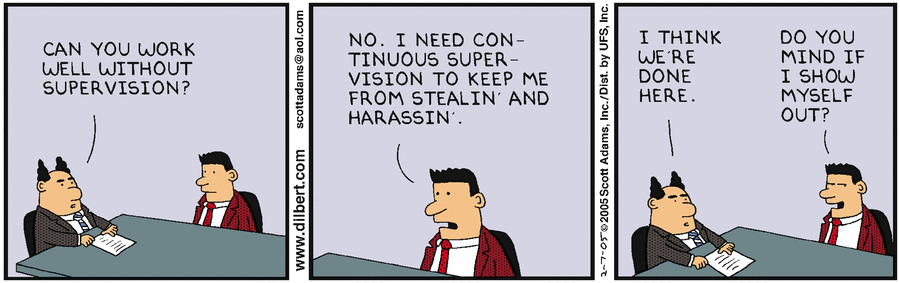 CAN YOU WORK
WELL WITHOUT
SUPERVISION?
www.dilbert.com
scottadams@aol.com
NO. I NEED CON-
TINUOUS SUPER-
VISION TO KEEP ME
FROM STEALIN' AND
HARASSIN'.
2-7-05 © 2005 Scott Adams, Inc./Dist. by UFS, Inc.
I THINK
WE'RE
DONE
HERE.
DO YOU
MIND IF
I SHOW
MYSELF
OUT?